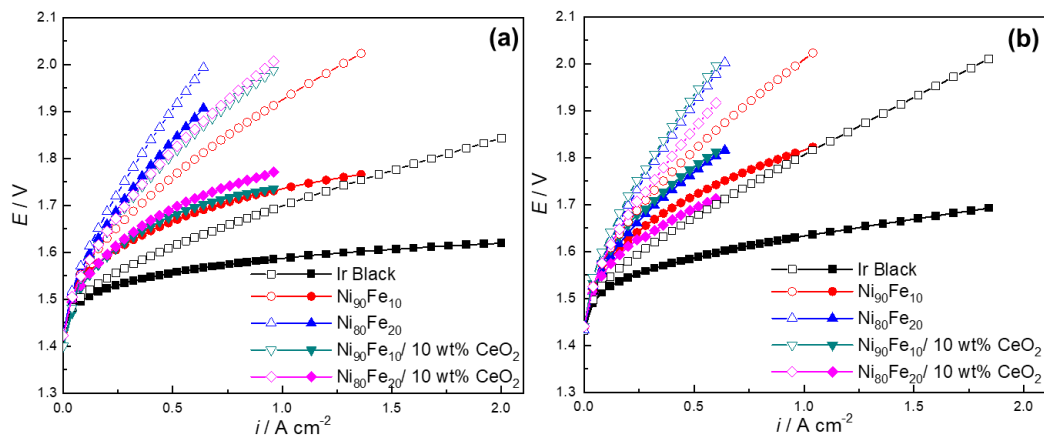 2.1
2.0
1.9
1.8
1.7
1.6
1.5
1.4
1.3
E / V
(a)
Ir Black
Ni₉₀Fe₁₀
Ni₈₀Fe₂₀
Ni₉₀Fe₁₀/ 10 wt% CeO₂
Ni₈₀Fe₂₀/ 10 wt% CeO₂
0.0 0.5 1.0 1.5 2.0
i / A cm⁻²
2.1
2.0
1.9
1.8
1.7
1.6
1.5
1.4
1.3
E / V
(b)
Ir Black
Ni₉₀Fe₁₀
Ni₈₀Fe₂₀
Ni₉₀Fe₁₀/ 10 wt% CeO₂
Ni₈₀Fe₂₀/ 10 wt% CeO₂
0.0 0.5 1.0 1.5 2.0
i / A cm⁻²